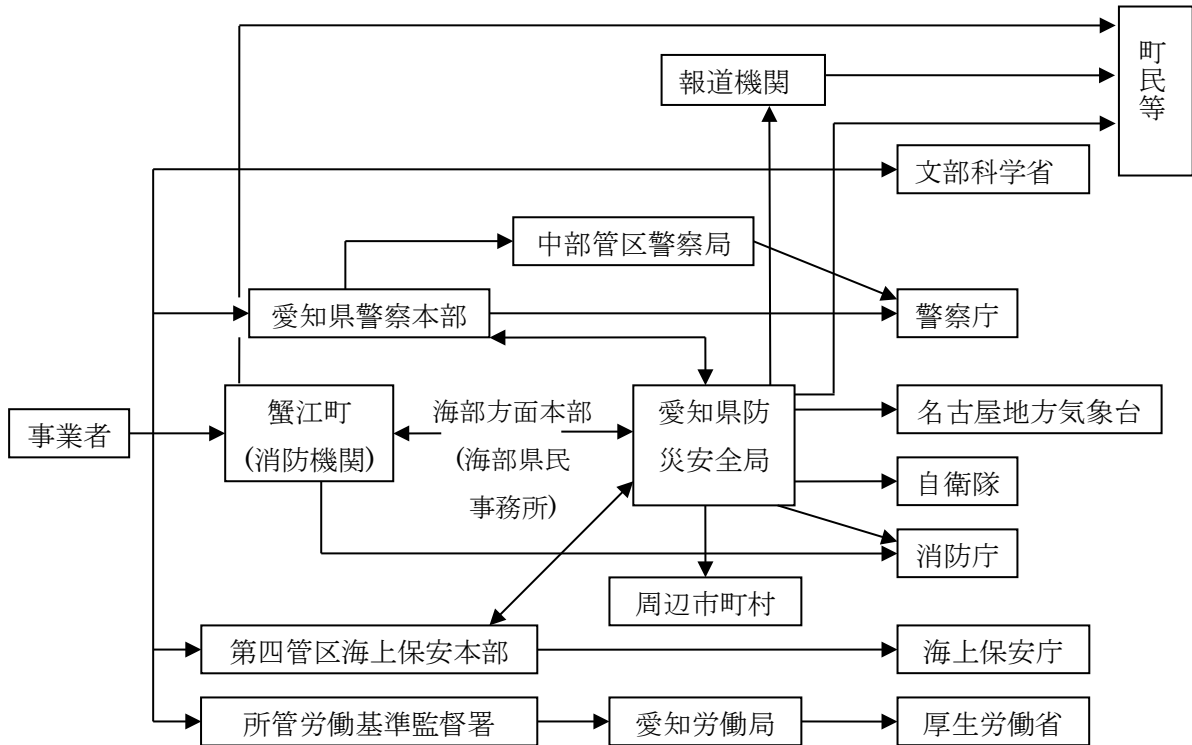 町民等
報道機関
文部科学省
中部管区警察局
愛知県警察本部
警察庁
事業者
蟹江町
(消防機関)
海部方面本部
(海部県民
事務所)
愛知県防
災安全局
名古屋地方気象台
自衛隊
消防庁
周辺市町村
第四管区海上保安本部
海上保安庁
所管労働基準監督署
愛知労働局
厚生労働省